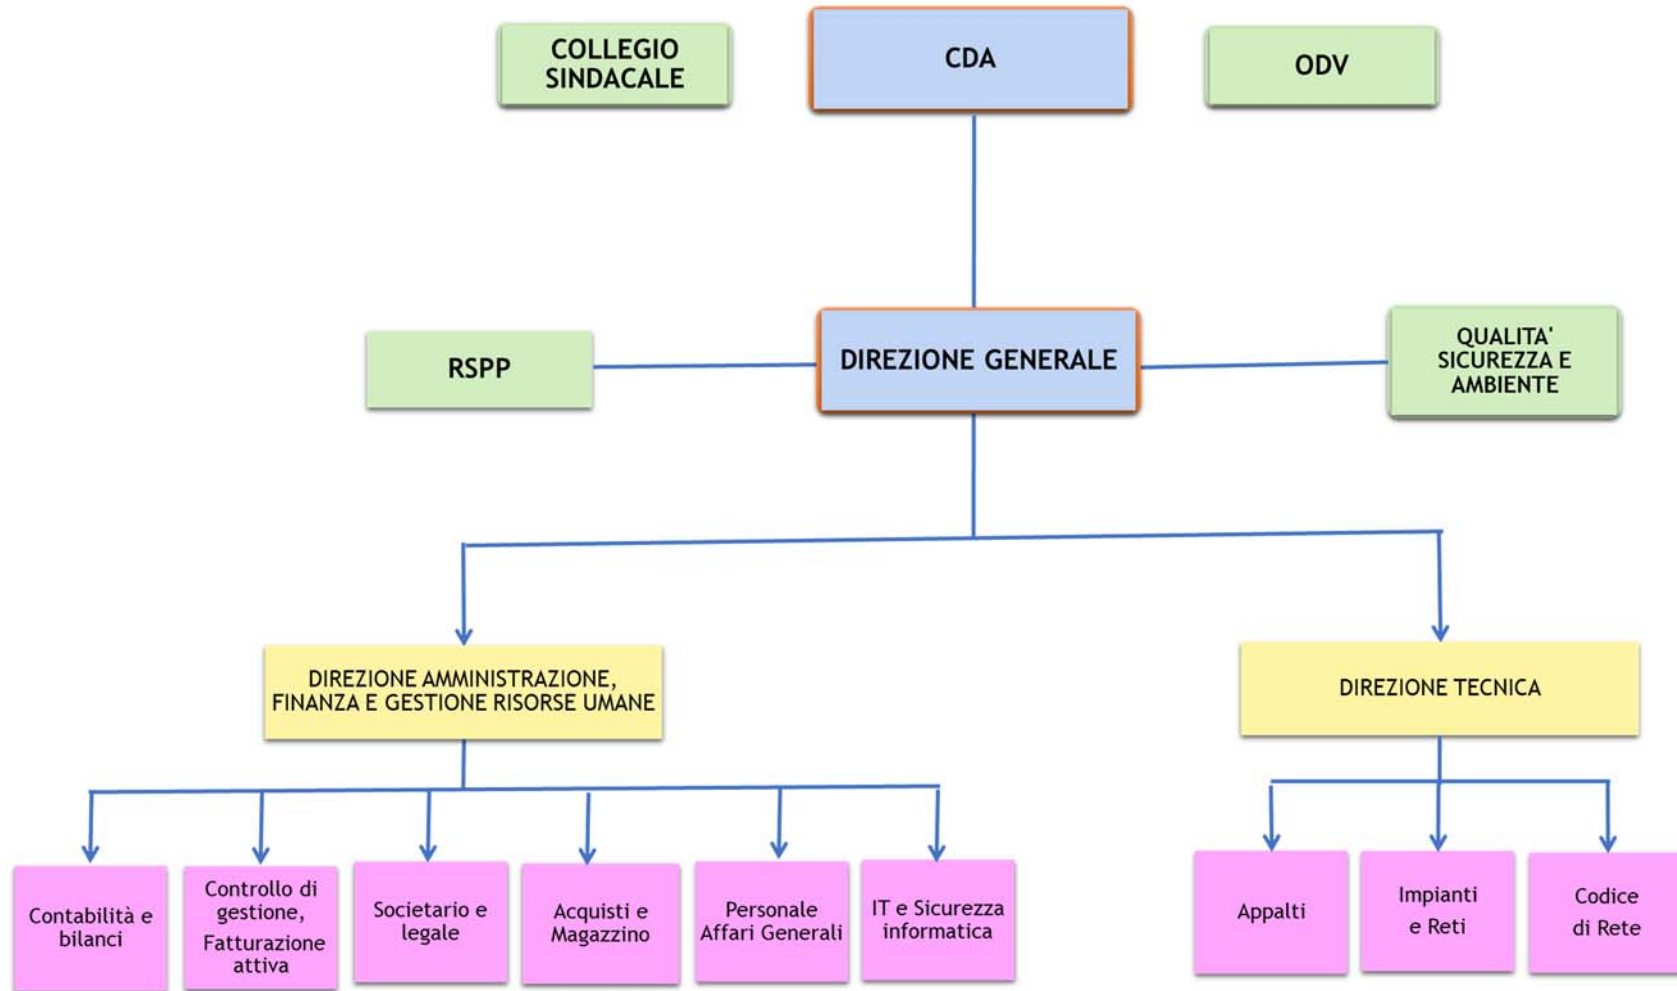 COLLEGIO
SINDACALE
CDA
ODV
RSPP
DIREZIONE GENERALE
QUALITA'
SICUREZZA E
AMBIENTE
DIREZIONE AMMINISTRAZIONE,
FINANZA E GESTIONE RISORSE UMANE
DIREZIONE TECNICA
Contabilità e
bilanci
Controllo di
gestione,
Fatturazione
attiva
Societario e
legale
Acquisti e
Magazzino
Personale
Affari Generali
IT e Sicurezza
informatica
Appalti
Impianti
e Reti
Codice
di Rete